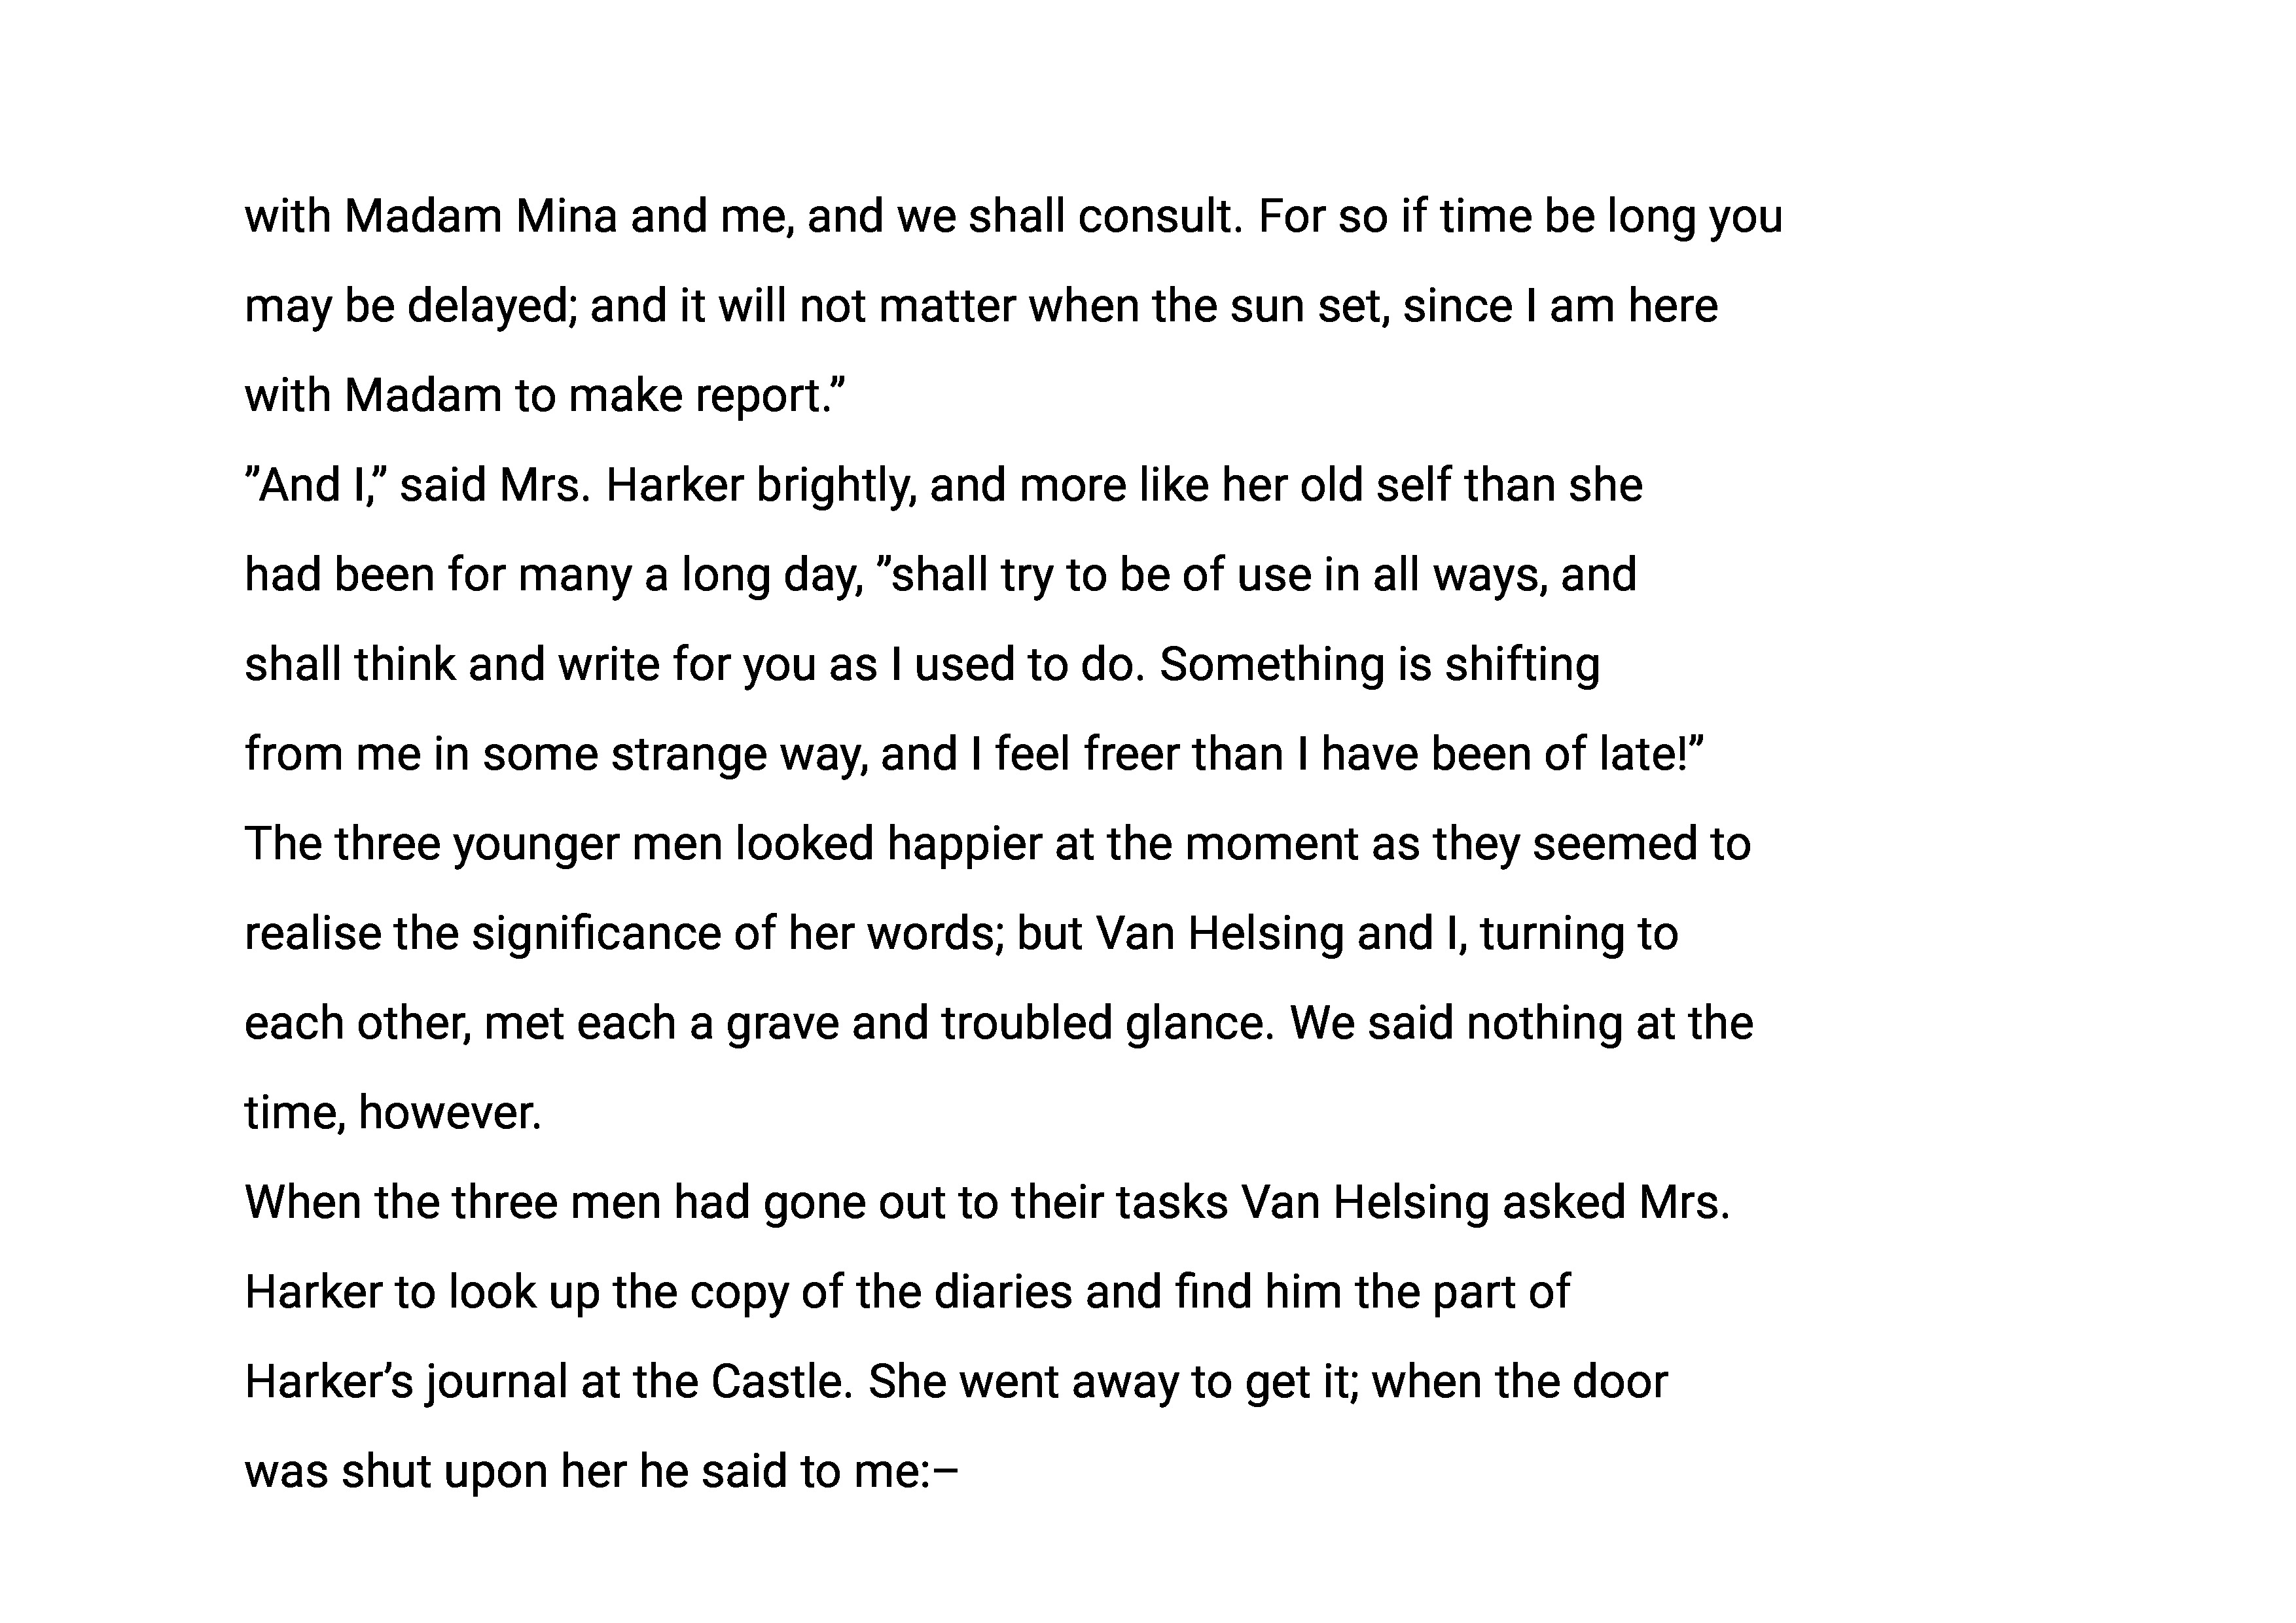 with Madam Mina and me, and we shall consult. For so if time be long you
may be delayed; and it will not matter when the sun set, since I am here
with Madam to make report.”
”And I,” said Mrs. Harker brightly, and more like her old self than she
had been for many a long day, ”shall try to be of use in all ways, and
shall think and write for you as I used to do. Something is shifting
from me in some strange way, and I feel freer than I have been of late!”
The three younger men looked happier at the moment as they seemed to
realise the significance of her words; but Van Helsing and I, turning to
each other, met each a grave and troubled glance. We said nothing at the
time, however.
When the three men had gone out to their tasks Van Helsing asked Mrs.
Harker to look up the copy of the diaries and find him the part of
Harker’s journal at the Castle. She went away to get it; when the door
was shut upon her he said to me:–